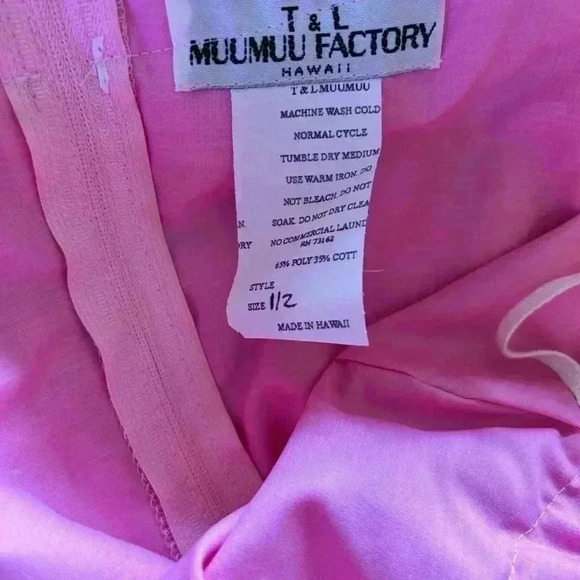 T & L
MUUMUU FACTORY
HAWAII
T & L MUUMUU
MACHINE WASH COLD
NORMAL CYCLE
TUMBLE DRY MEDIUM
USE WARM IRON. DO
NOT BLEACH. DO NOT
N. SOAK. DO NOT DRY CLEA
RY NO COMMERCIAL LAUND
RN 73162
65% POLY 35% COTT
STYLE
SIZE 1/2
MADE IN HAWAII